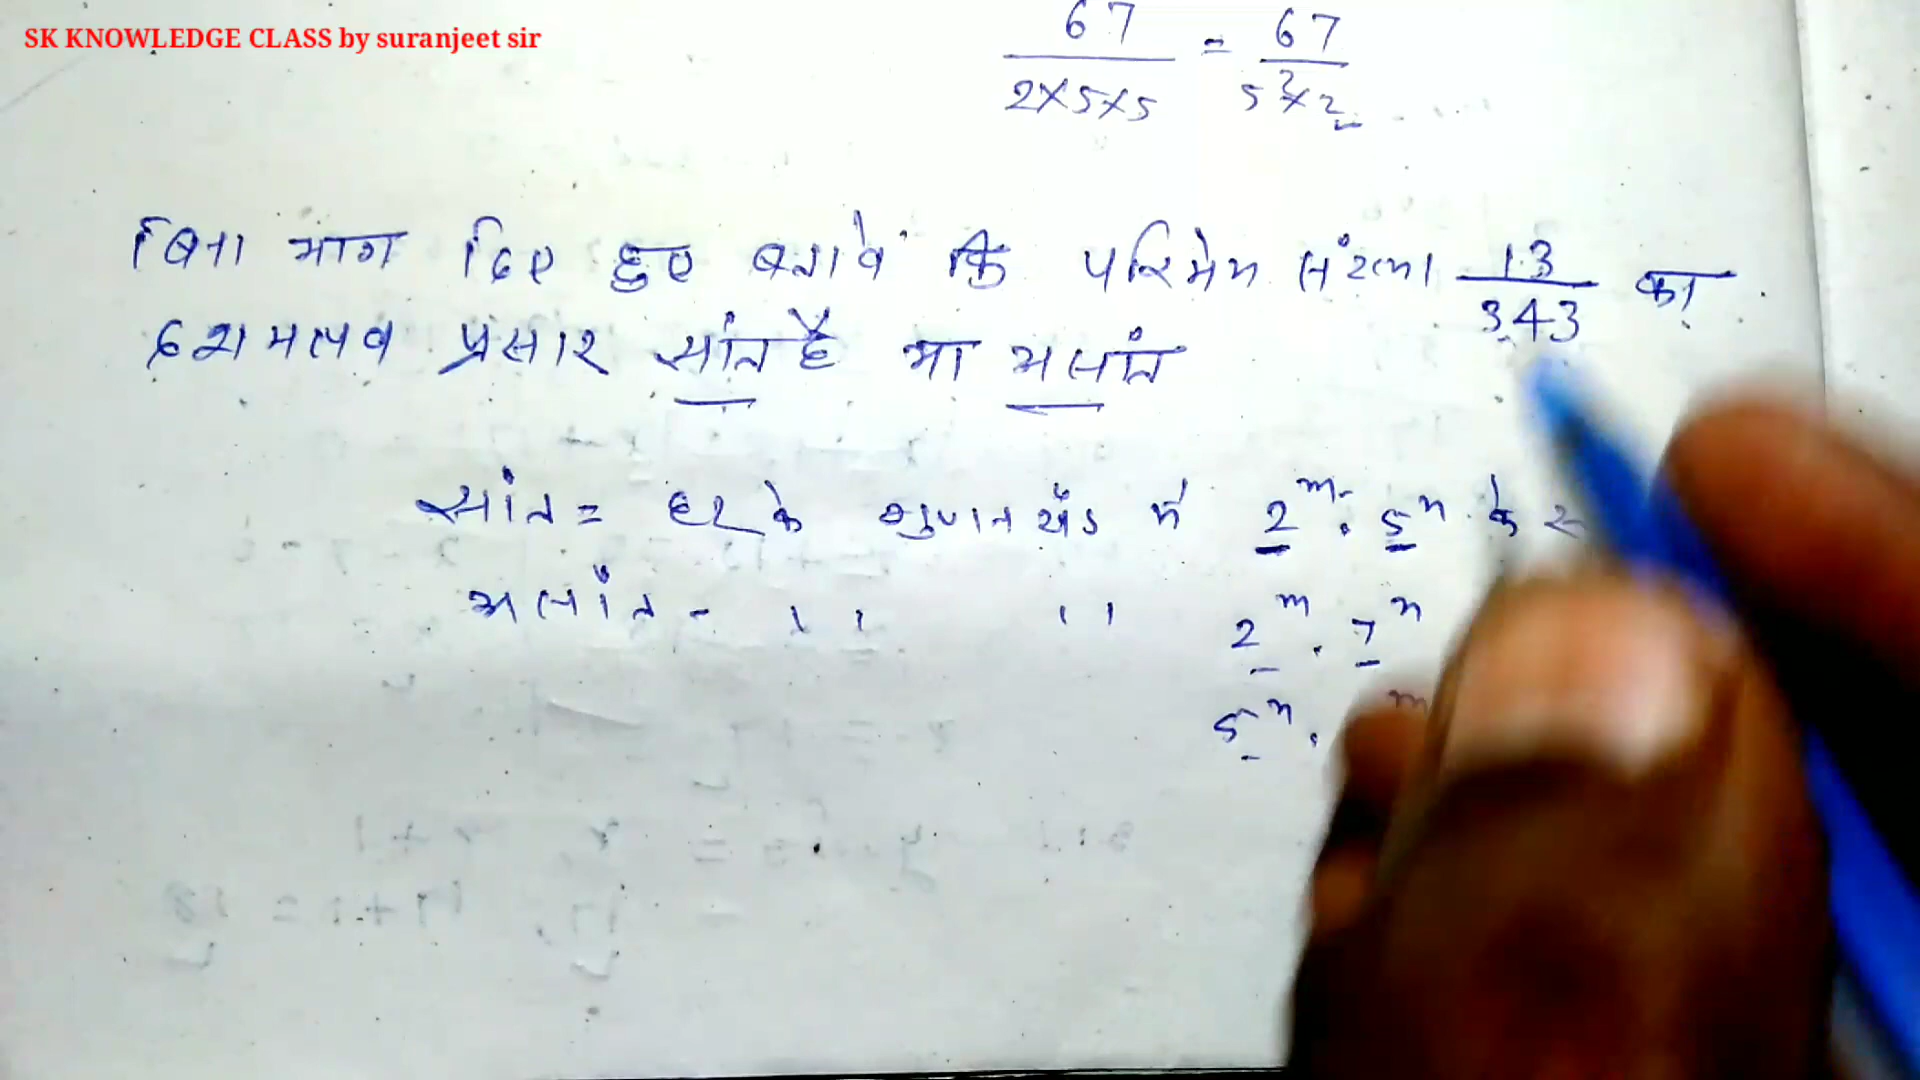 SK KNOWLEDGE CLASS by suranjeet sir
67/2×5×5 = 67/5²×2
बिना भाग दिए हुए बतावें कि परिमेय संख्या 13/343 का
दशमलव प्रसार सांत है या असांत
सांत = हर के गुणनखंड में 2^m . 5^n के
असांत - ,, ,, 2^m . 7^n
5^n . m